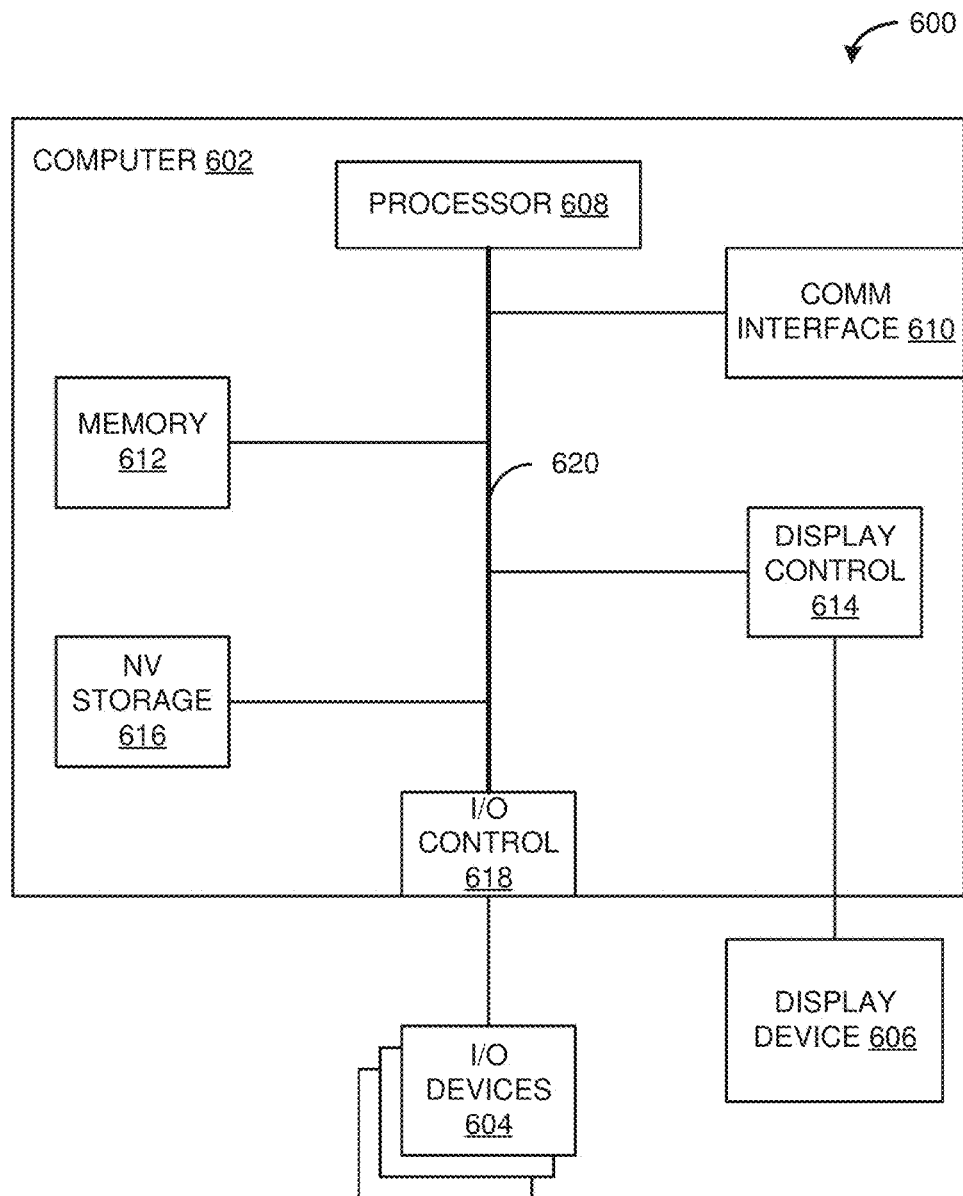 600
COMPUTER 602
PROCESSOR 608
COMM
INTERFACE 610
MEMORY
612
620
DISPLAY
CONTROL
614
NV
STORAGE
616
I/O
CONTROL
618
DISPLAY
DEVICE 606
I/O
DEVICES
604